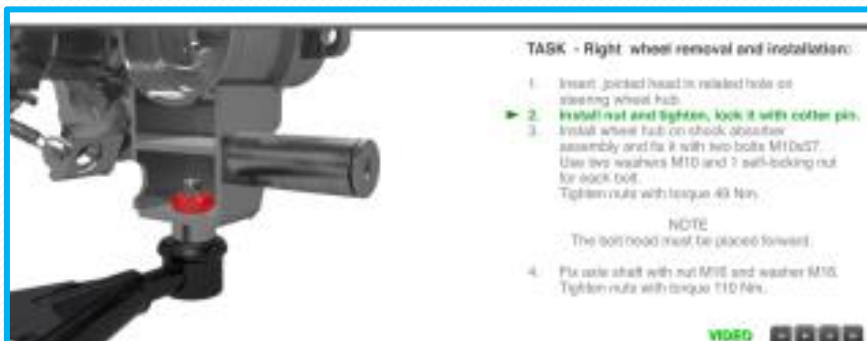 TASK - Right wheel removal and installation:
1. Insert jointed head in related hole on
steering wheel hub.
2. Install nut and tighten, lock it with cotter pin.
3. Install wheel hub on shock absorber
assembly and fix it with two bolts M10x57.
Use two washers M10 and 1 self-locking nut
for each bolt.
Tighten nuts with torque 49 Nm.
NOTE
The bolt head must be placed forward.
4. Fix axle shaft with nut M16 and washer M16.
Tighten nuts with torque 110 Nm.
VIDEO